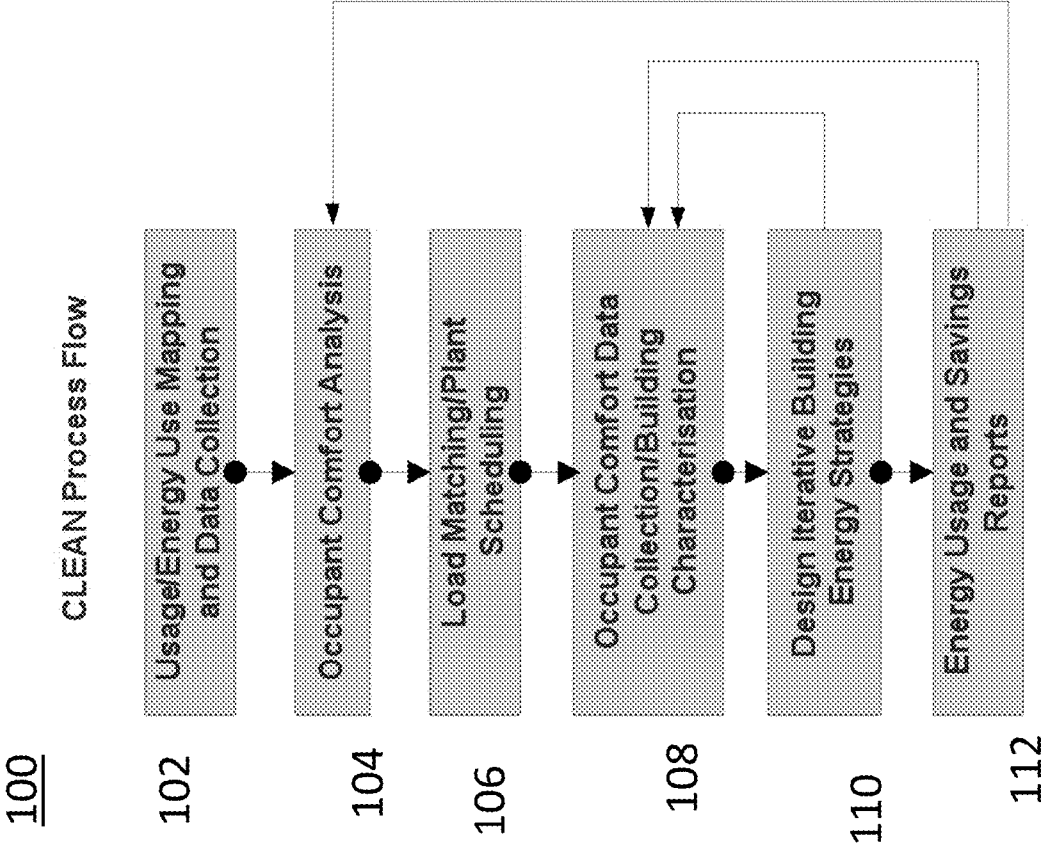 100
CLEAN Process Flow
102
Usage/Energy Use Mapping
and Data Collection
104
Occupant Comfort Analysis
106
Load Matching/Plant
Scheduling
108
Occupant Comfort Data
Collection/Building
Characterisation
110
Design Iterative Building
Energy Strategies
112
Energy Usage and Savings
Reports